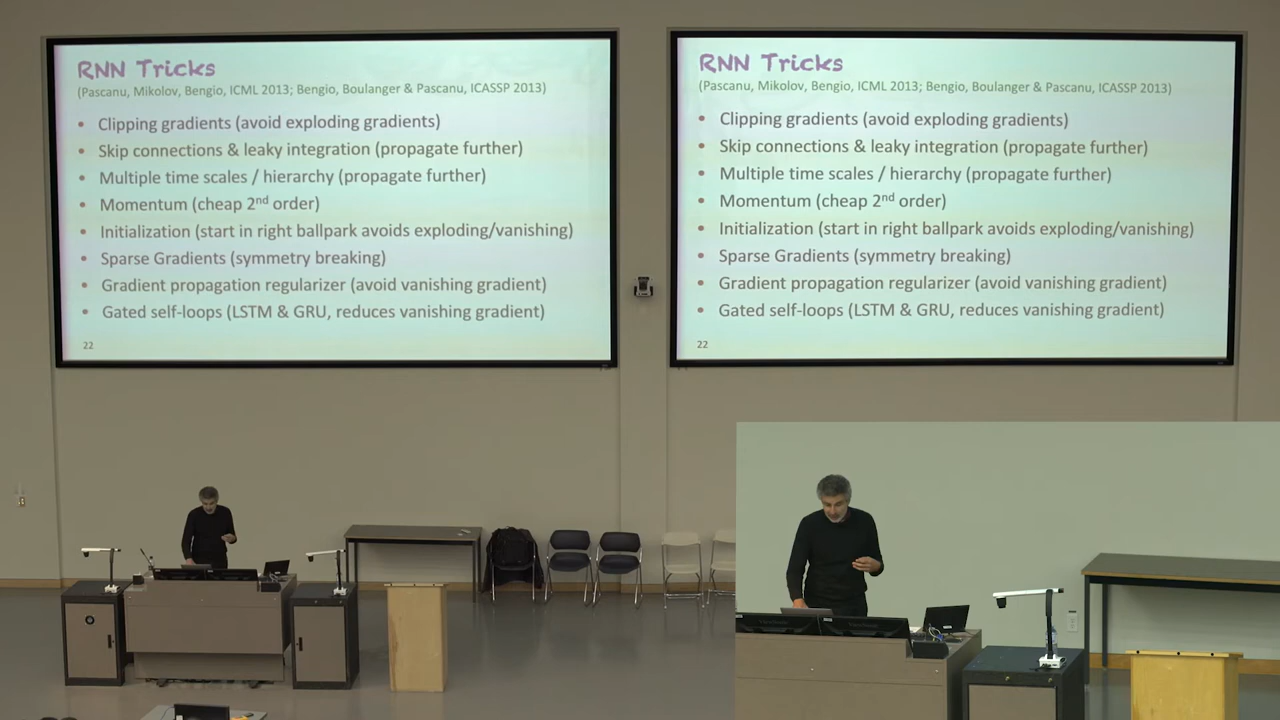 RNN Tricks
(Pascanu, Mikolov, Bengio, ICML 2013; Bengio, Boulanger & Pascanu, ICASSP 2013)
• Clipping gradients (avoid exploding gradients)
• Skip connections & leaky integration (propagate further)
• Multiple time scales / hierarchy (propagate further)
• Momentum (cheap 2nd order)
• Initialization (start in right ballpark avoids exploding/vanishing)
• Sparse Gradients (symmetry breaking)
• Gradient propagation regularizer (avoid vanishing gradient)
• Gated self-loops (LSTM & GRU, reduces vanishing gradient)
22
RNN Tricks
(Pascanu, Mikolov, Bengio, ICML 2013; Bengio, Boulanger & Pascanu, ICASSP 2013)
• Clipping gradients (avoid exploding gradients)
• Skip connections & leaky integration (propagate further)
• Multiple time scales / hierarchy (propagate further)
• Momentum (cheap 2nd order)
• Initialization (start in right ballpark avoids exploding/vanishing)
• Sparse Gradients (symmetry breaking)
• Gradient propagation regularizer (avoid vanishing gradient)
• Gated self-loops (LSTM & GRU, reduces vanishing gradient)
22